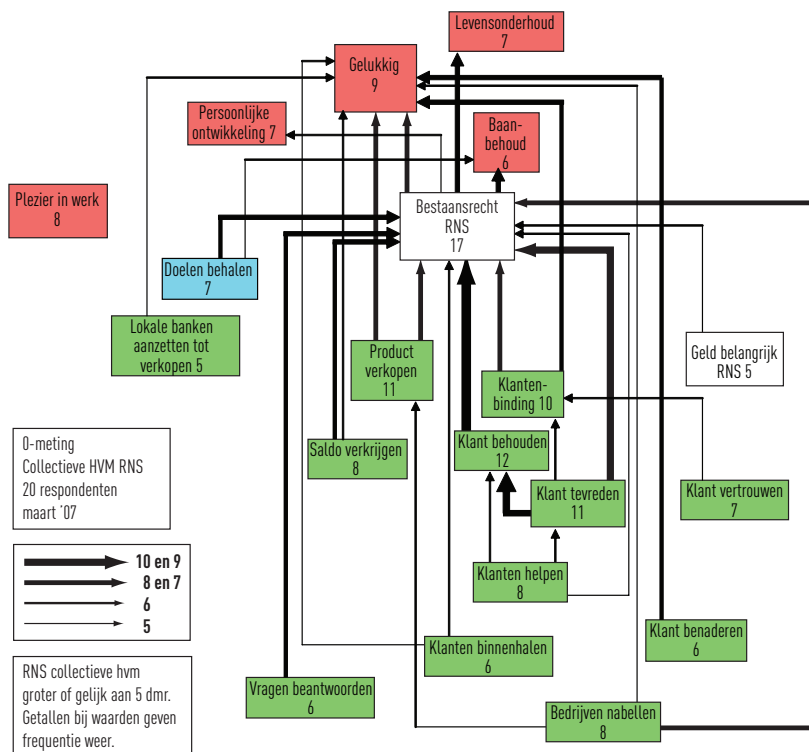 Levensonderhoud
7
Gelukkig
9
Persoonlijke
ontwikkeling 7
Baan-
behoud
6
Plezier in werk
8
Bestaansrecht
RNS
17
Doelen behalen
7
Lokale banken
aanzetten tot
verkopen 5
Product
verkopen
11
Geld belangrijk
RNS 5
Klanten-
binding 10
0-meting
Collectieve HVM RNS
20 respondenten
maart '07
Saldo verkrijgen
8
Klant behouden
12
Klant tevreden
11
Klant vertrouwen
7
10 en 9
8 en 7
6
5
Klanten helpen
8
Klanten binnenhalen
6
Klant benaderen
6
RNS collectieve hvm
groter of gelijk aan 5 dmr.
Getallen bij waarden geven
frequentie weer.
Vragen beantwoorden
6
Bedrijven nabellen
8